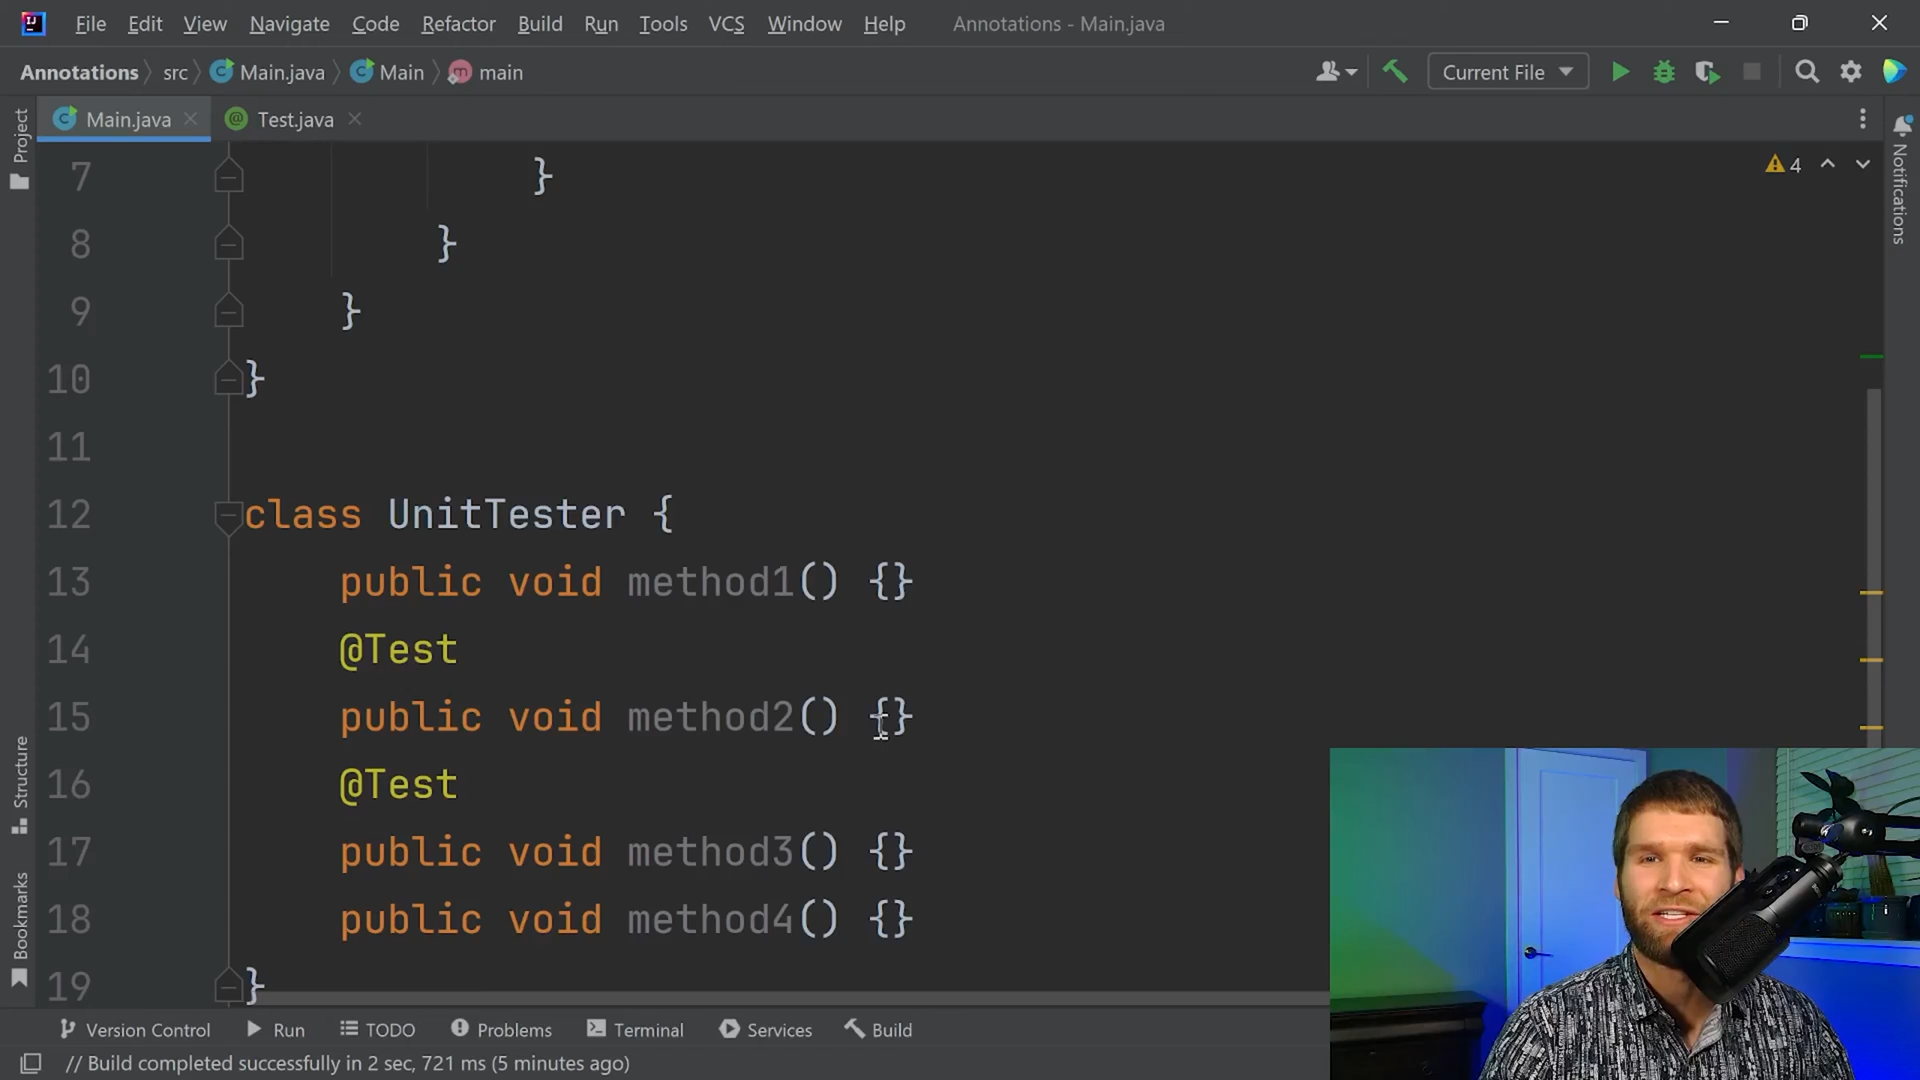 File Edit View Navigate Code Refactor Build Run Tools VCS Window Help Annotations - Main.java
Annotations src Main.java Main main Current File
Main.java Test.java
Project
Notifications
4
7 }
8 }
9 }
10 }
11
12 class UnitTester {
13 public void method1() {}
14 @Test
15 public void method2() {}
16 @Test
17 public void method3() {}
18 public void method4() {}
19 }
Structure
Bookmarks
Version Control Run TODO Problems Terminal Services Build
// Build completed successfully in 2 sec, 721 ms (5 minutes ago)